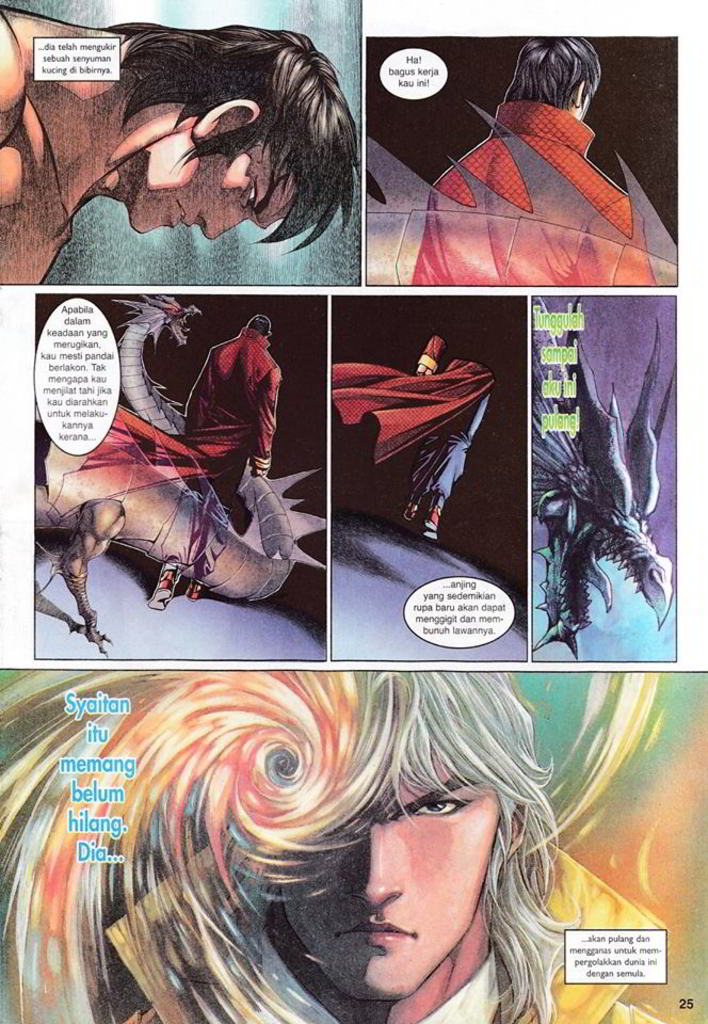 ...dia telah mengukir
sebuah senyuman
kucing di bibirnya.
Ha!
bagus kerja
kau ini!
Apabila
dalam
keadaan yang
merugikan,
kau mesti pandai
berlakon. Tak
mengapa kau
menjilat tahi jika
kau diarahkan
untuk melaku-
kannya
kerana...
...anjing
yang sedemikian
rupa baru akan dapat
menggigit dan mem-
bunuh lawannya.
Tunggulah
sampai
aku ini
pulang!
Syaitan
itu
memang
belum
hilang.
Dia...
...akan pulang dan
mengganas untuk mem-
pergolakkan dunia ini
dengan semula.
25